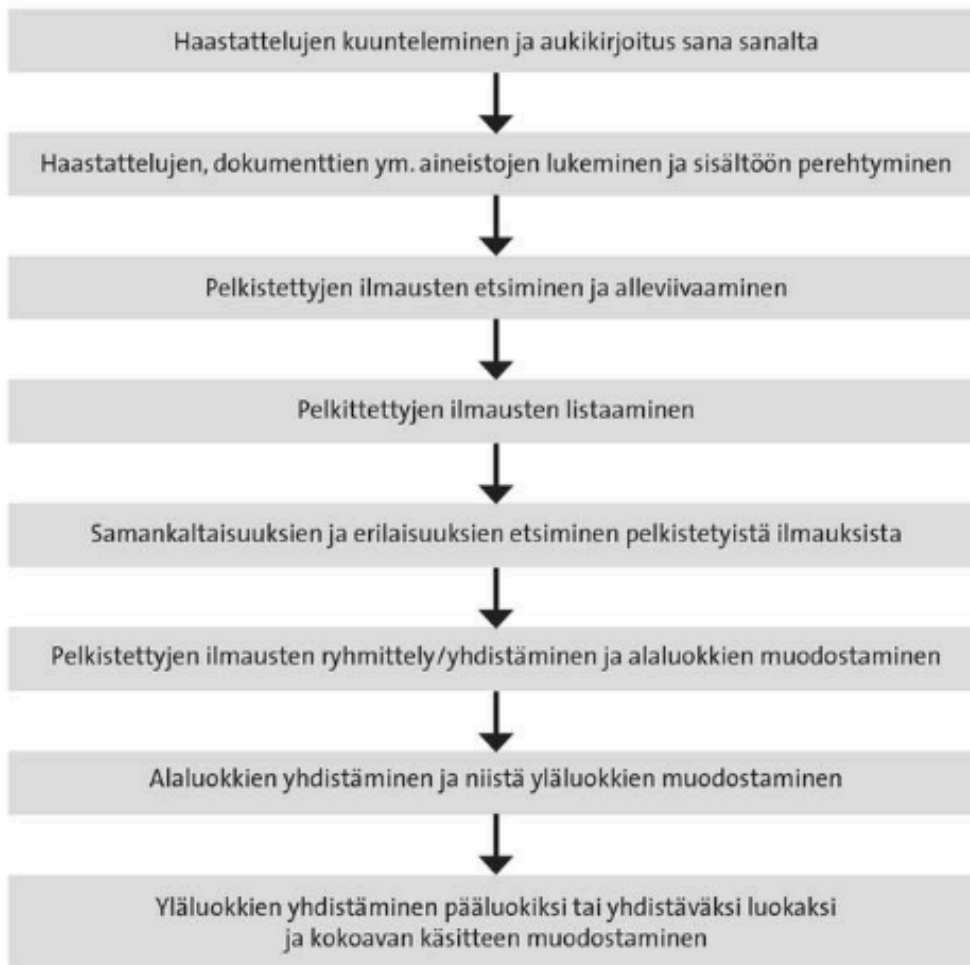 Haastattelujen kuunteleminen ja aukikirjoitus sana sanalta
Haastattelujen, dokumenttien ym. aineistojen lukeminen ja sisältöön perehtyminen
Pelkistettyjen ilmausten etsiminen ja alleviivaaminen
Pelkittettyjen ilmausten listaaminen
Samankaltaisuuksien ja erilaisuuksien etsiminen pelkistetyistä ilmauksista
Pelkistettyjen ilmausten ryhmittely/yhdistäminen ja alaluokkien muodostaminen
Alaluokkien yhdistäminen ja niistä yläluokkien muodostaminen
Yläluokkien yhdistäminen pääluokiksi tai yhdistäväksi luokaksi
ja kokoavan käsitteen muodostaminen